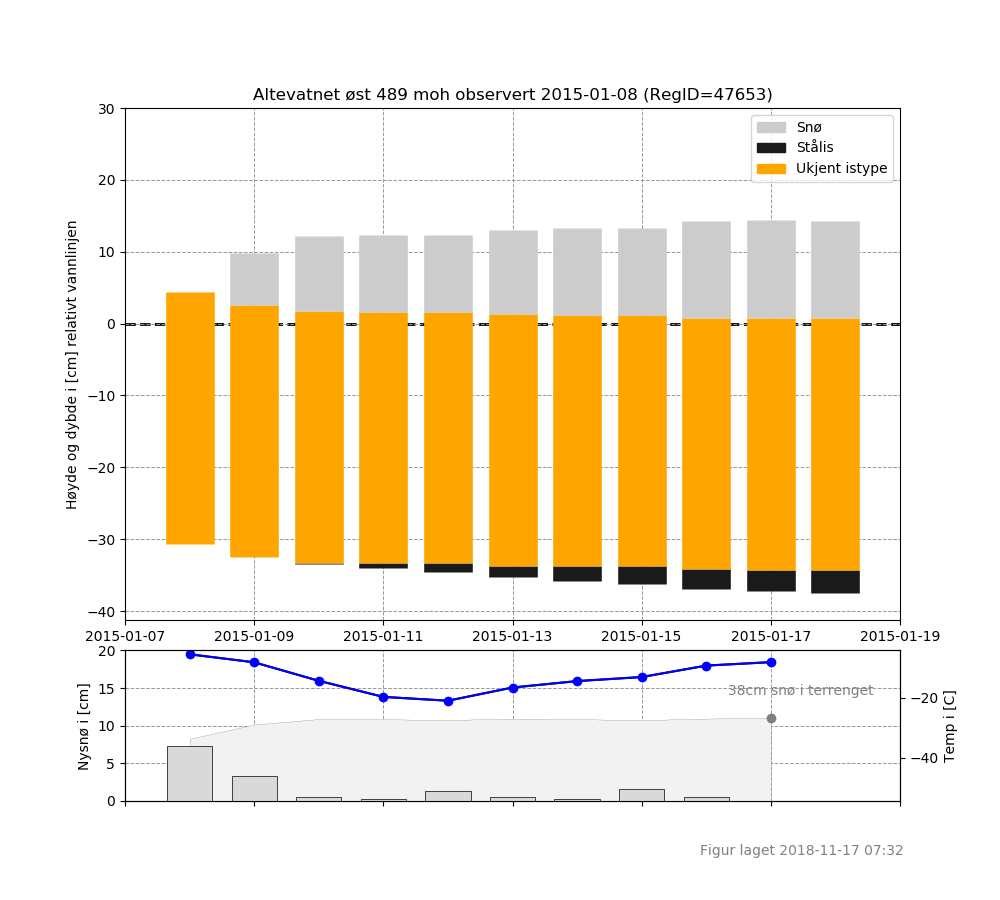 Altevatnet øst 489 moh observert 2015-01-08 (RegID=47653)
Snø
Stålis
Ukjent istype
Høyde og dybde i [cm] relativt vannlinjen
30
20
10
0
−10
−20
−30
−40
2015-01-07 2015-01-09 2015-01-11 2015-01-13 2015-01-15 2015-01-17 2015-01-19
Nysnø i [cm]
20
15
10
5
0
38cm snø i terrenget
−20
−40
Temp i [C]
Figur laget 2018-11-17 07:32